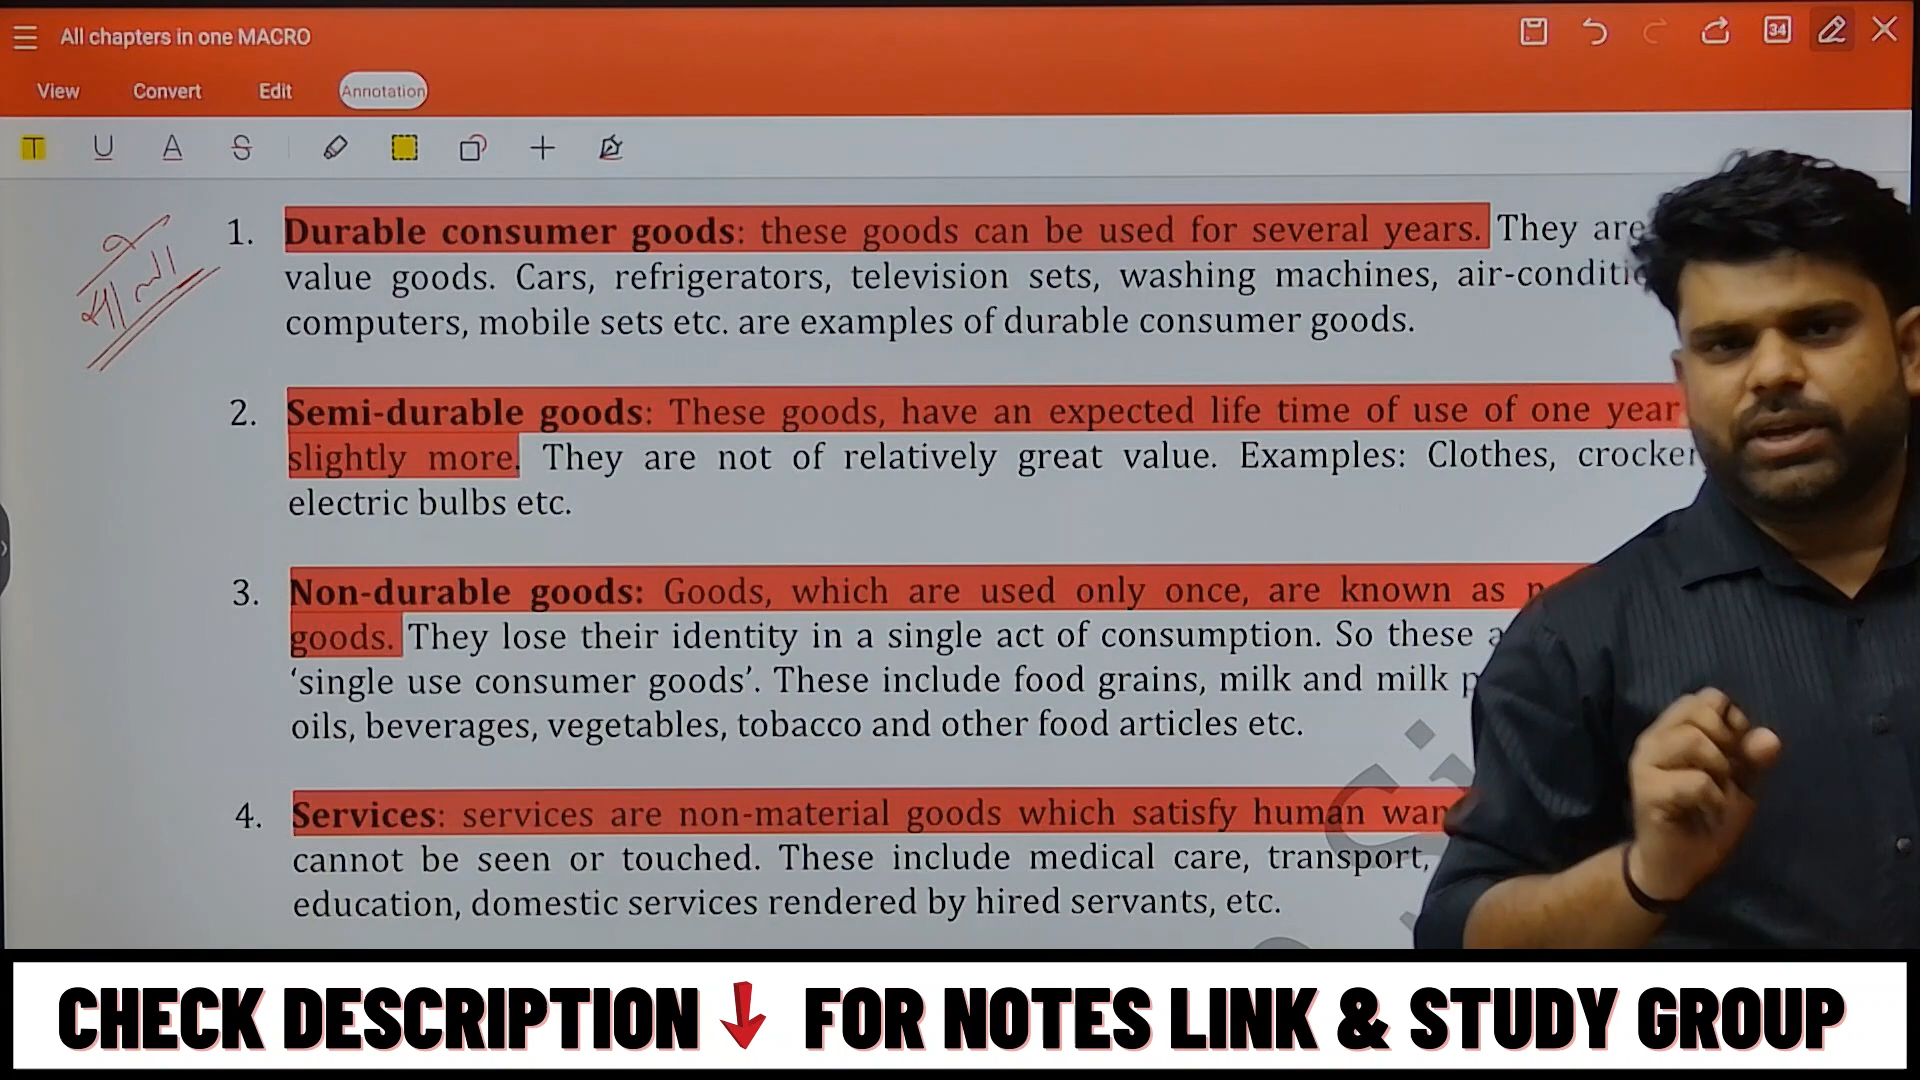 All chapters in one MACRO
34
View Convert Edit Annotation
T U A S
1. Durable consumer goods: these goods can be used for several years. They are
value goods. Cars, refrigerators, television sets, washing machines,
computers, mobile sets etc. are examples of durable consumer goods.
2. Semi-durable goods: These goods, have an expected life time of use of one year
slightly more. They are not of relatively great value. Examples: Clothes,
electric bulbs etc.
3. Non-durable goods: Goods, which are used only once, are known as
goods. They lose their identity in a single act of consumption. So these
‘single use consumer goods’. These include food grains, milk and milk
oils, beverages, vegetables, tobacco and other food articles etc.
4. Services: services are non-material goods which satisfy human
cannot be seen or touched. These include medical care, transport,
education, domestic services rendered by hired servants, etc.
CHECK DESCRIPTION FOR NOTES LINK & STUDY GROUP